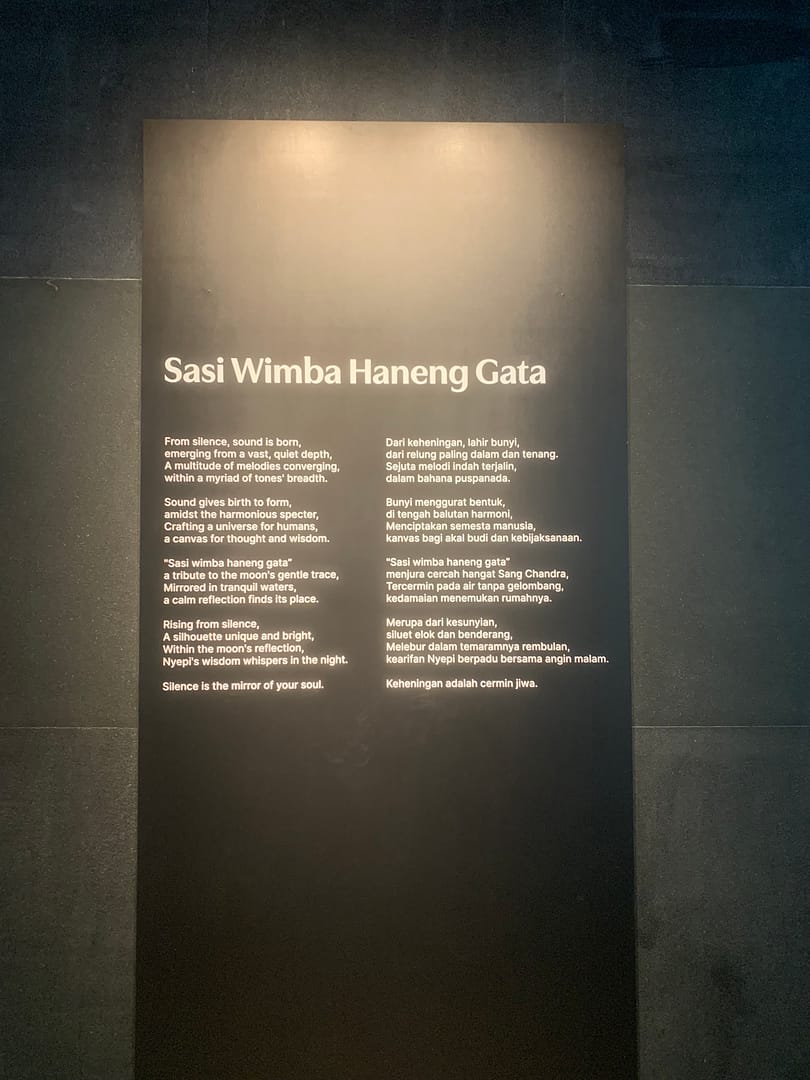 Sasi Wimba Haneng Gata
From silence, sound is born,
emerging from a vast, quiet depth,
A multitude of melodies converging,
within a myriad of tones' breadth.
Sound gives birth to form,
amidst the harmonious specter,
Crafting a universe for humans,
a canvas for thought and wisdom.
"Sasi wimba haneng gata"
a tribute to the moon's gentle trace,
Mirrored in tranquil waters,
a calm reflection finds its place.
Rising from silence,
A silhouette unique and bright,
Within the moon's reflection,
Nyepi's wisdom whispers in the night.
Silence is the mirror of your soul.
Dari keheningan, lahir bunyi,
dari relung paling dalam dan tenang.
Sejuta melodi indah terjalin,
dalam bahana puspanada.
Bunyi menggurat bentuk,
di tengah balutan harmoni,
Menciptakan semesta manusia,
kanvas bagi akal budi dan kebijaksanaan.
"Sasi wimba haneng gata"
menjura cercah hangat Sang Chandra,
Tercermin pada air tanpa gelombang,
kedamaian menemukan rumahnya.
Merupa dari kesunyian,
siluet elok dan benderang,
Melebur dalam temaramnya rembulan,
kearifan Nyepi berpadu bersama angin malam.
Keheningan adalah cermin jiwa.